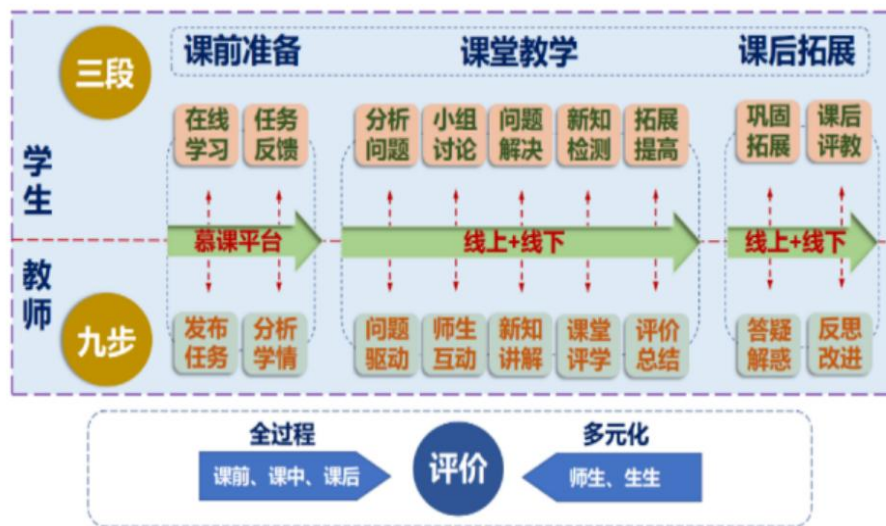 三段
课前准备
课堂教学
课后拓展
学生
在线
学习
任务
反馈
分析
问题
小组
讨论
问题
解决
新知
检测
拓展
提高
巩固
拓展
课后
评教
慕课平台
线上+线下
线上+线下
教师
九步
发布
任务
分析
学情
问题
驱动
师生
互动
新知
讲解
课堂
评学
评价
总结
答疑
解惑
反思
改进
全过程
课前、课中、课后
评价
多元化
师生、生生